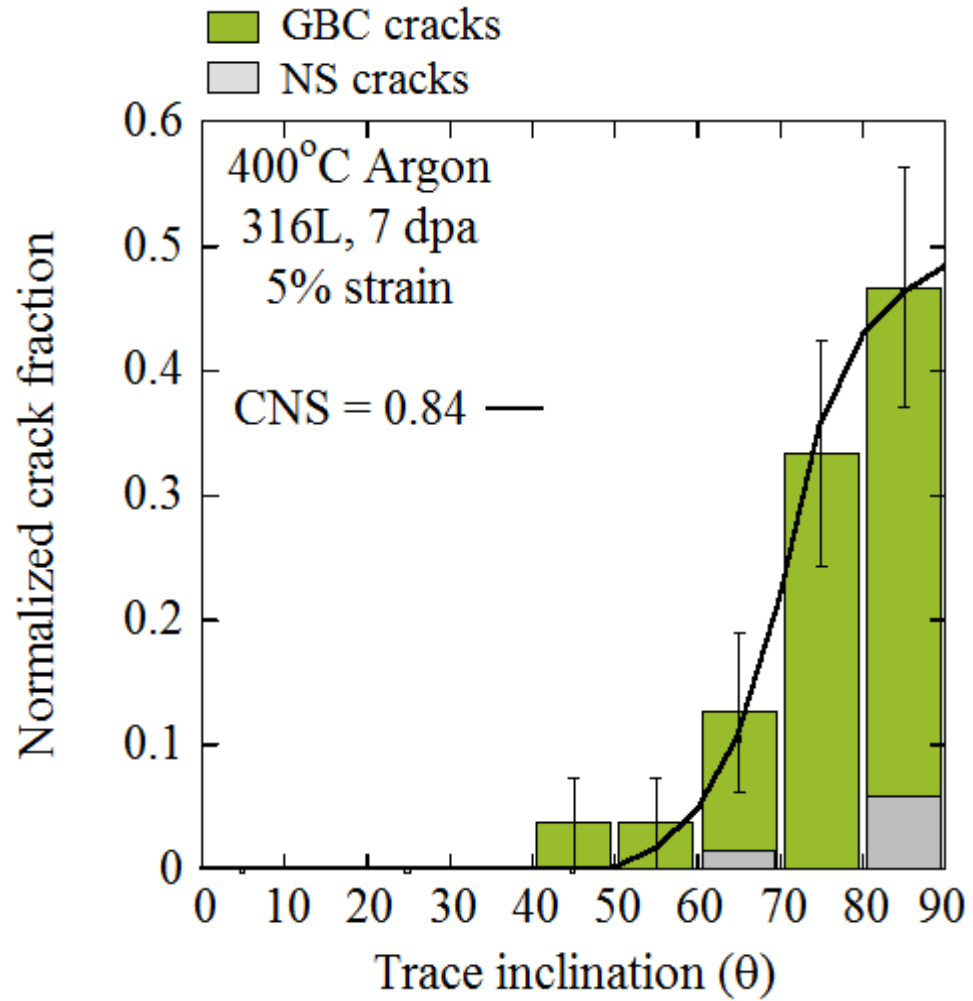 GBC cracks
NS cracks
400°C Argon
316L, 7 dpa
5% strain
CNS = 0.84
Normalized crack fraction
0.6
0.5
0.4
0.3
0.2
0.1
0
0 10 20 30 40 50 60 70 80 90
Trace inclination (θ)